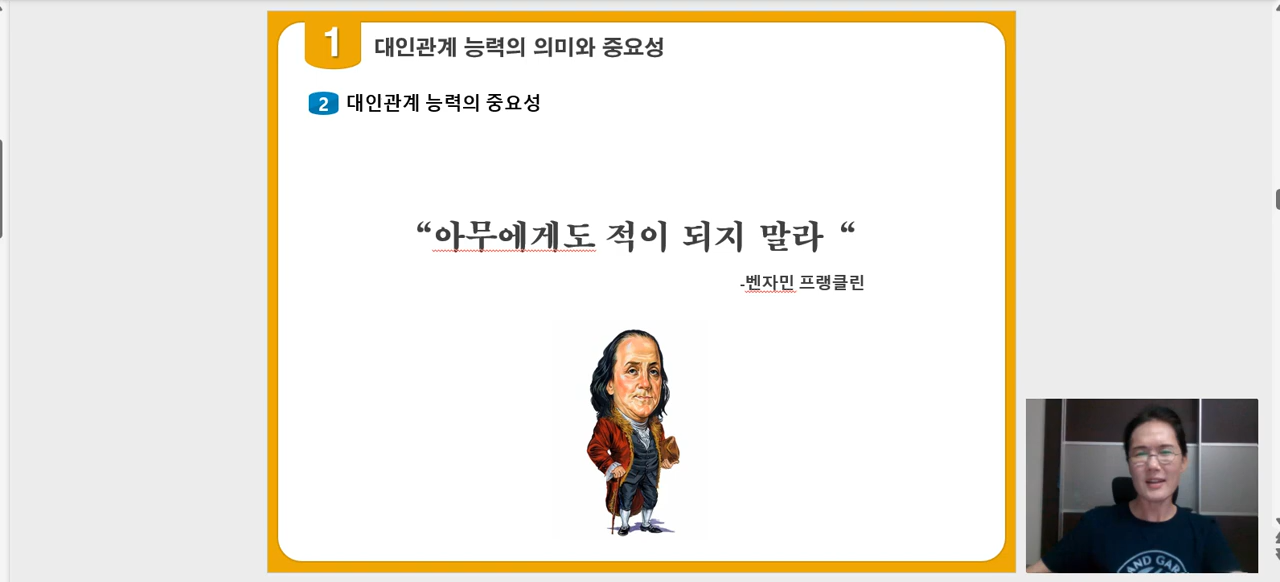 1 대인관계 능력의 의미와 중요성
2 대인관계 능력의 중요성
“아무에게도 적이 되지 말라 “
-벤자민 프랭클린
AND GAR